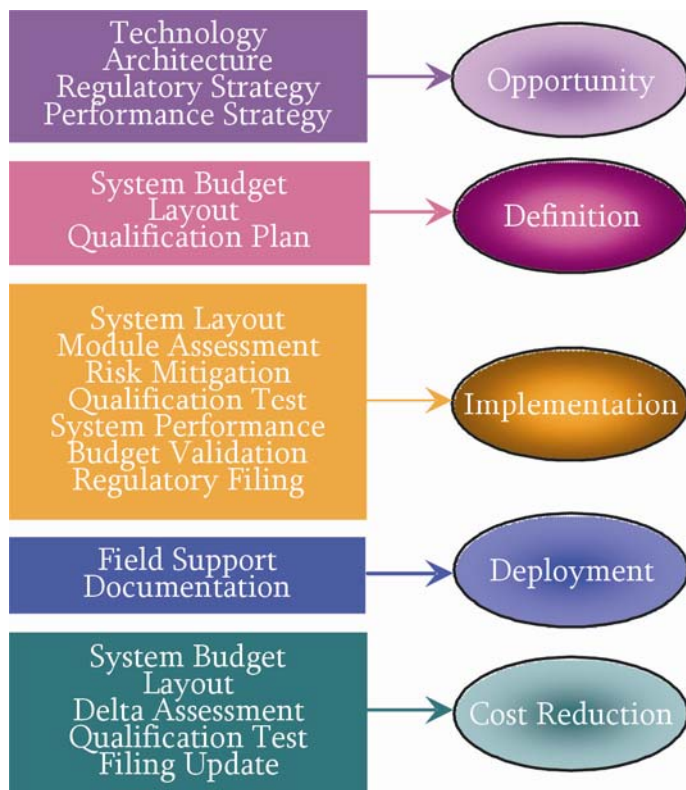 Technology
Architecture
Regulatory Strategy
Performance Strategy
Opportunity
System Budget
Layout
Qualification Plan
Definition
System Layout
Module Assessment
Risk Mitigation
Qualification Test
System Performance
Budget Validation
Regulatory Filing
Implementation
Field Support
Documentation
Deployment
System Budget
Layout
Delta Assessment
Qualification Test
Filing Update
Cost Reduction